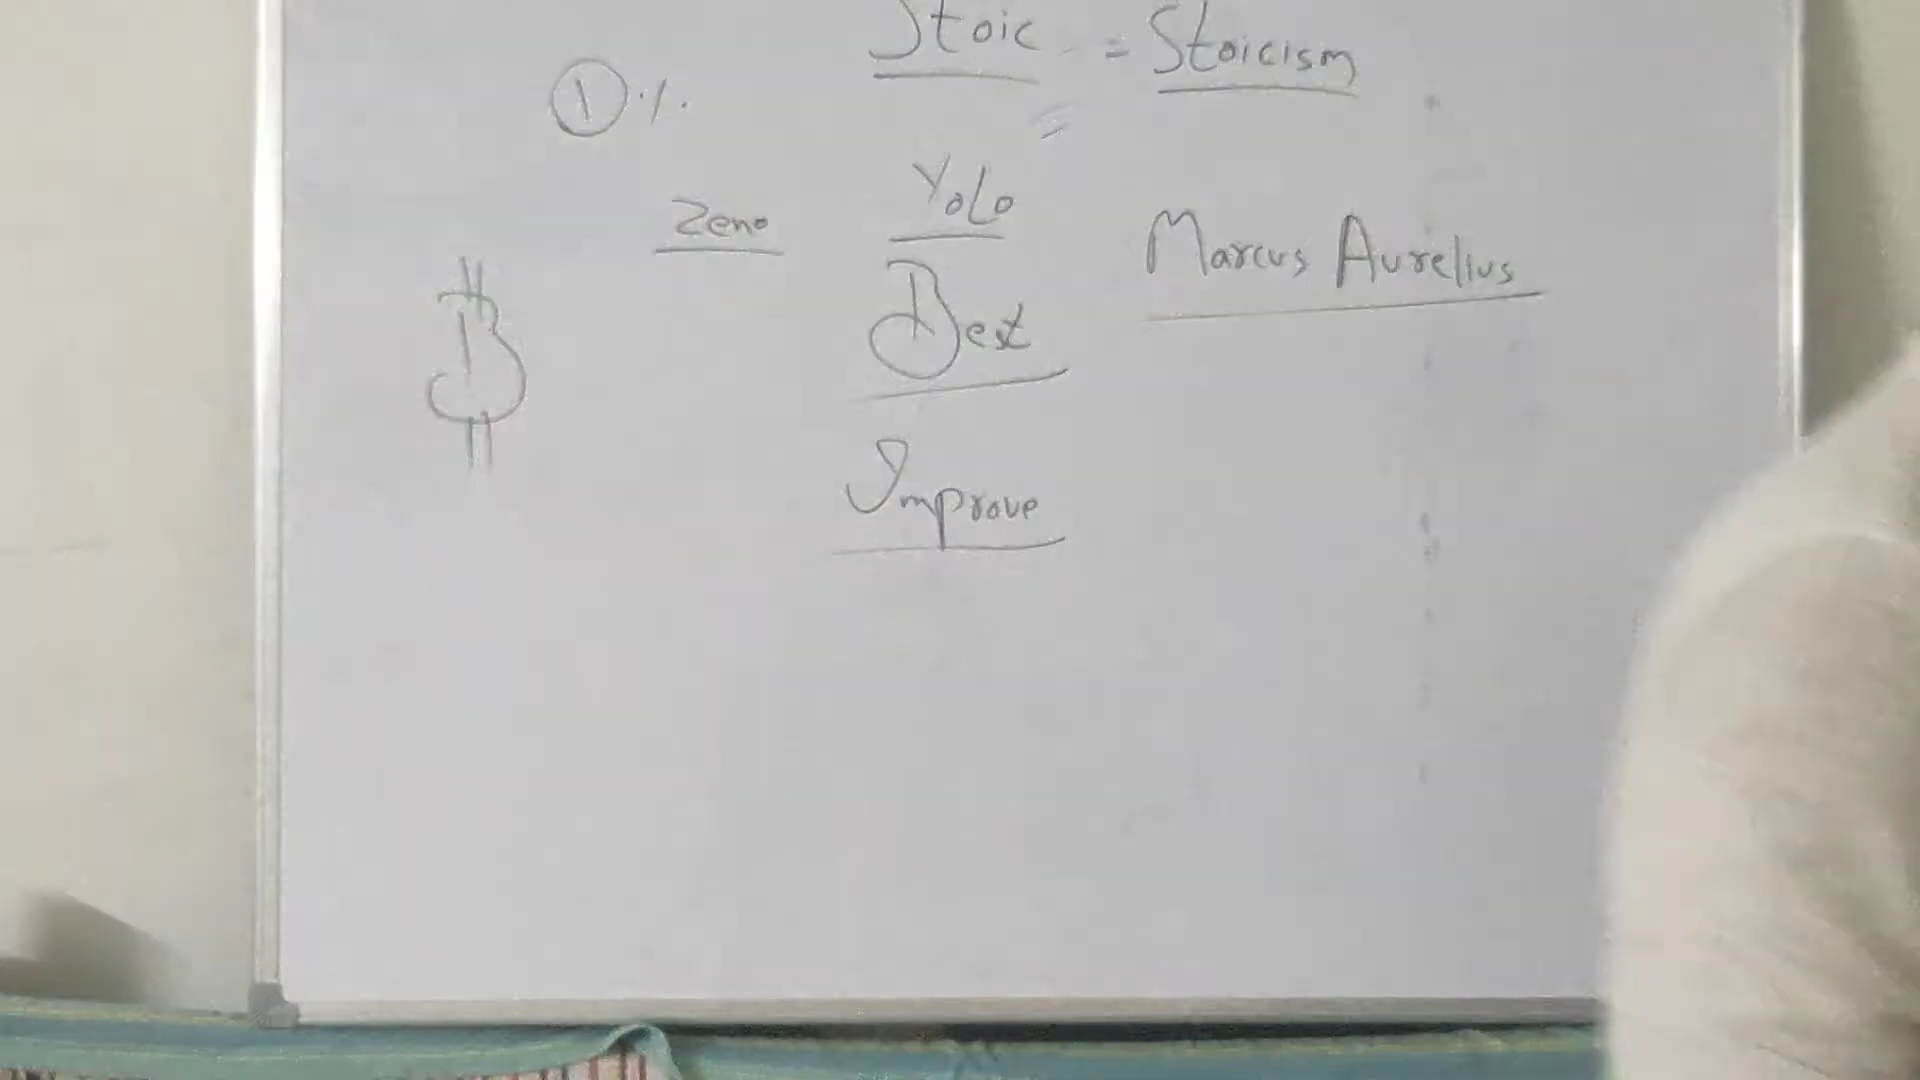 Stoic = Stoicism
1 %
Zeno
YoLo
Marcus Aurelius
Best
Improve